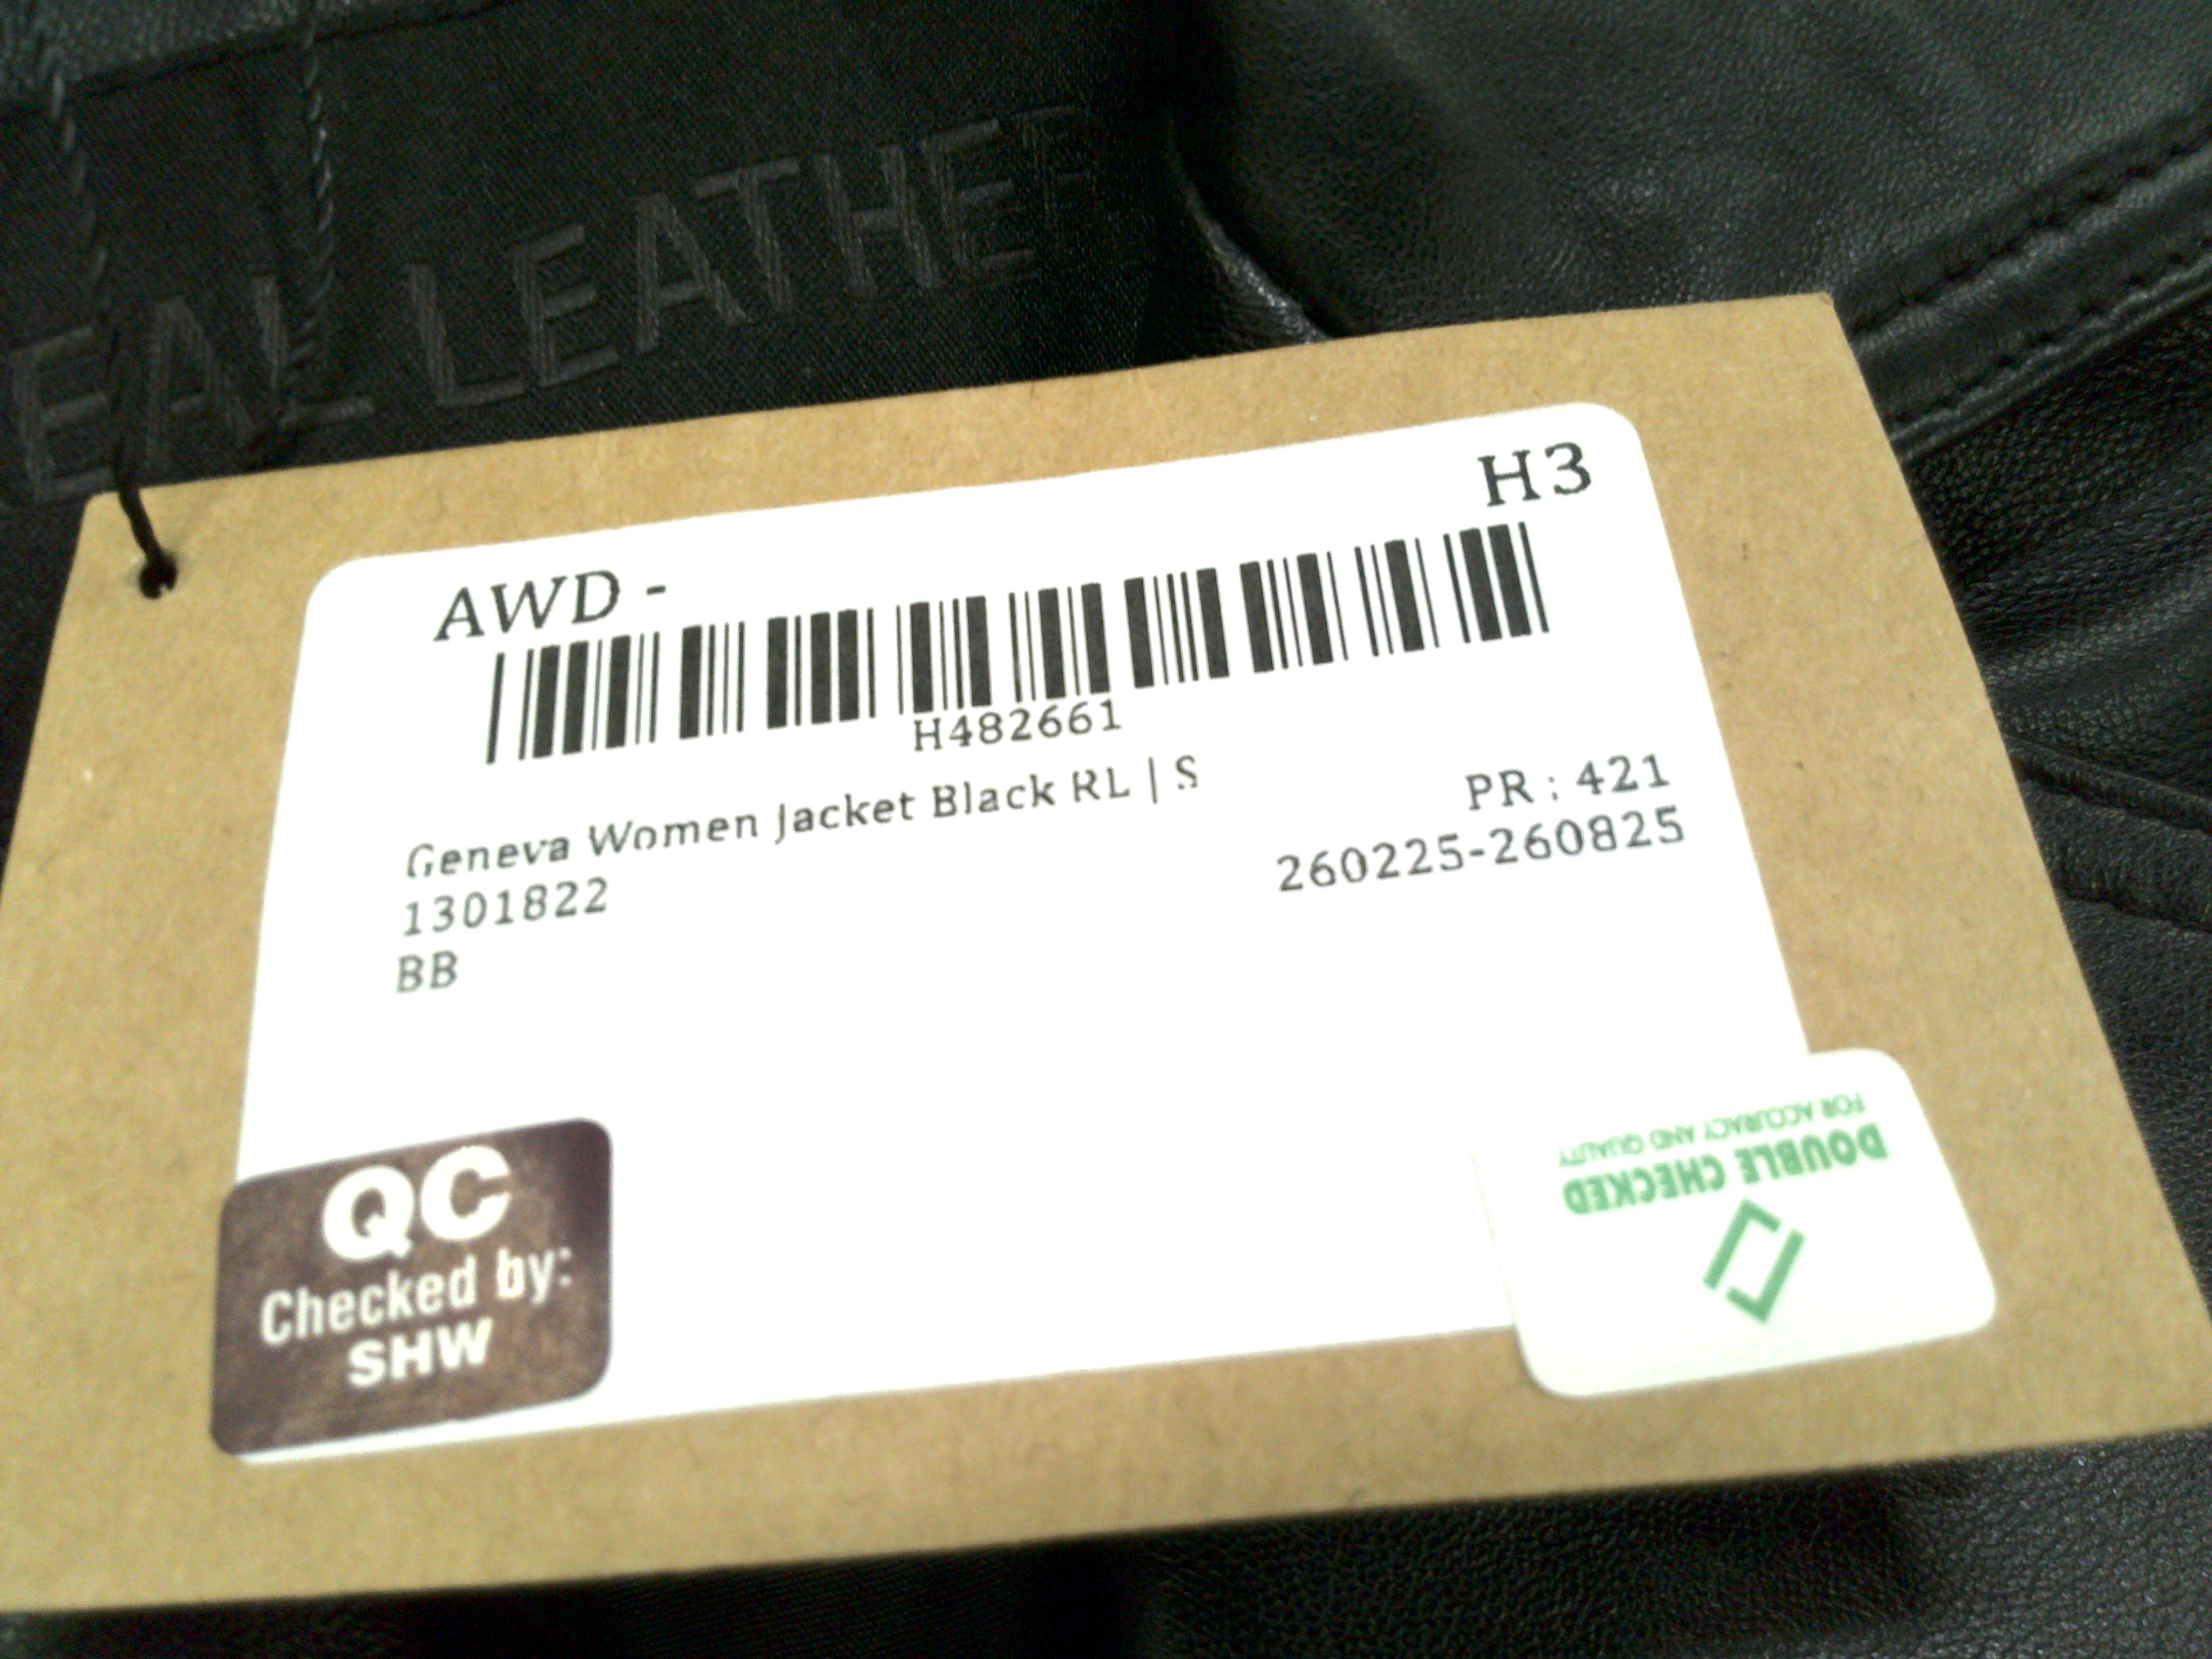 EAL LEATHER
H3
AWD -
H482661
Geneva Women Jacket Black RL | S
PR : 421
1301822
260225-260825
BB
QC
Checked by:
SHW
DOUBLE CHECKED
FOR ACCURACY AND QUALITY